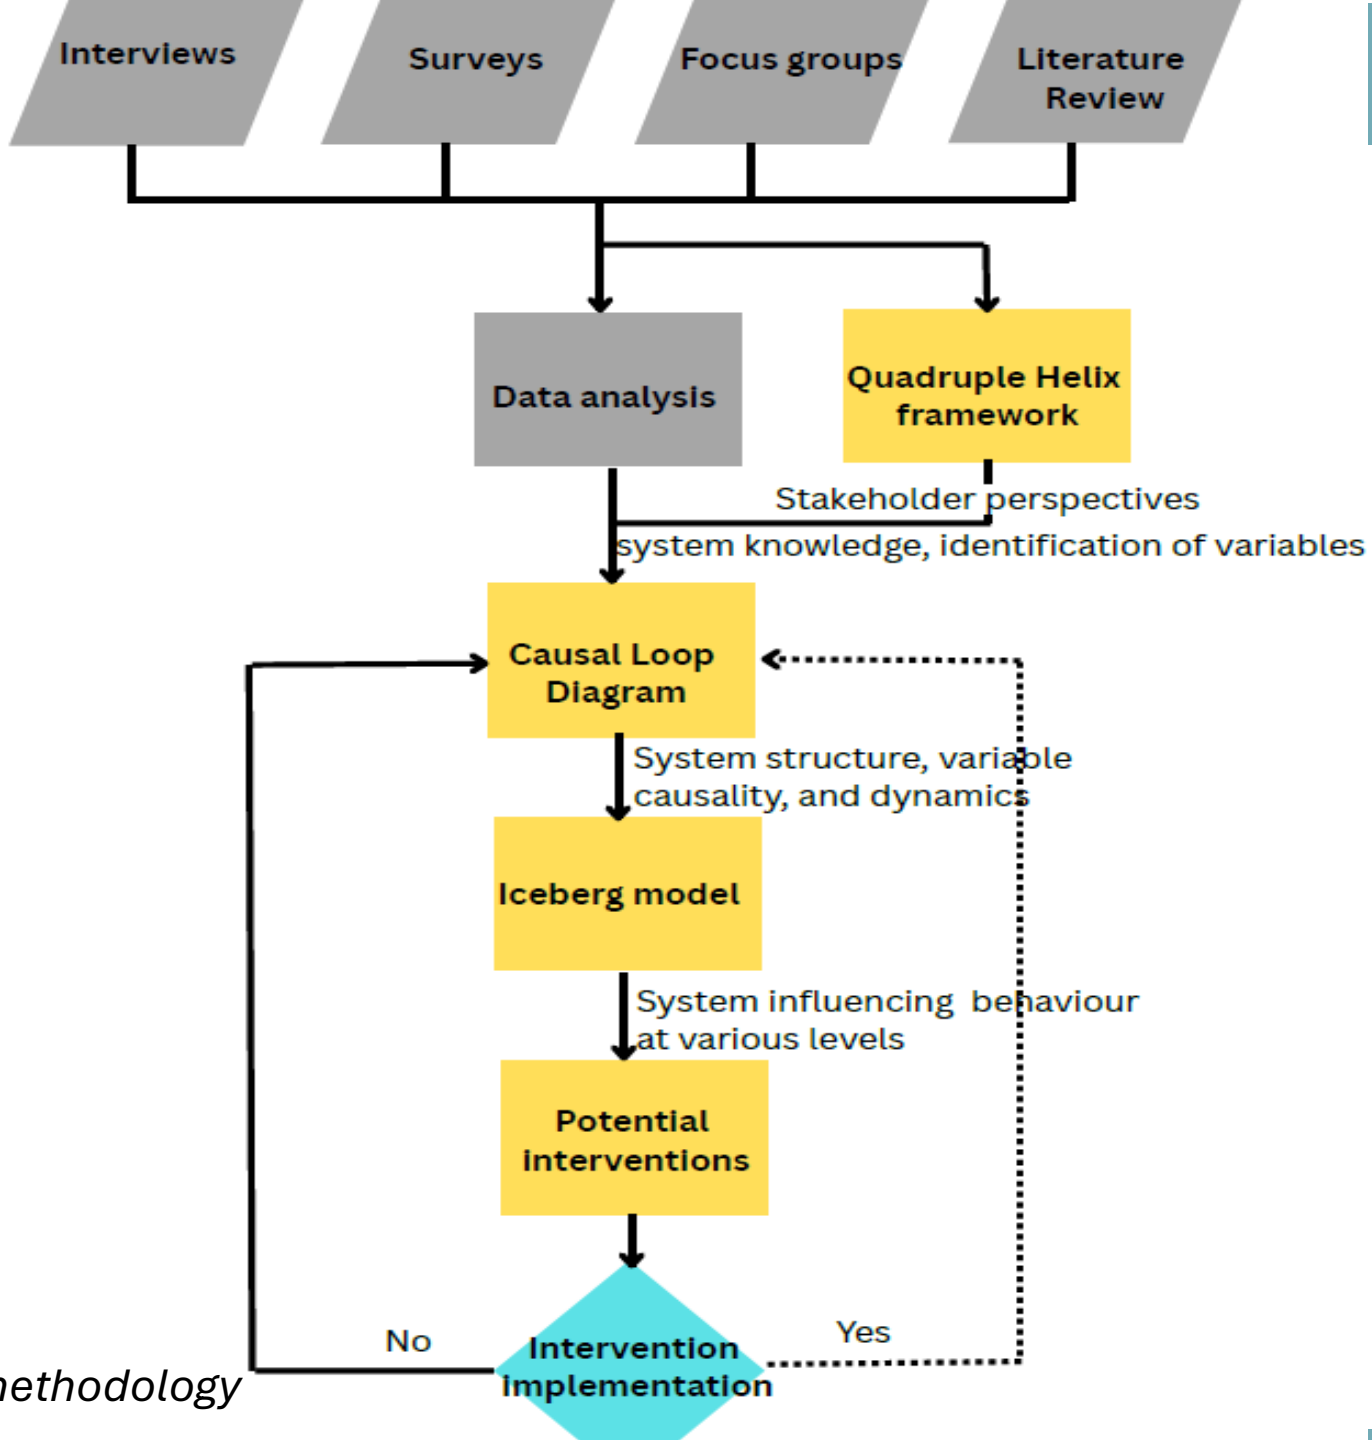 Interviews
Surveys
Focus groups
Literature
Review
Data analysis
Quadruple Helix
framework
Stakeholder perspectives
system knowledge, identification of variables
Causal Loop
Diagram
System structure, variable
causality, and dynamics
Iceberg model
System influencing behaviour
at various levels
Potential
interventions
No
Yes
Intervention
implementation